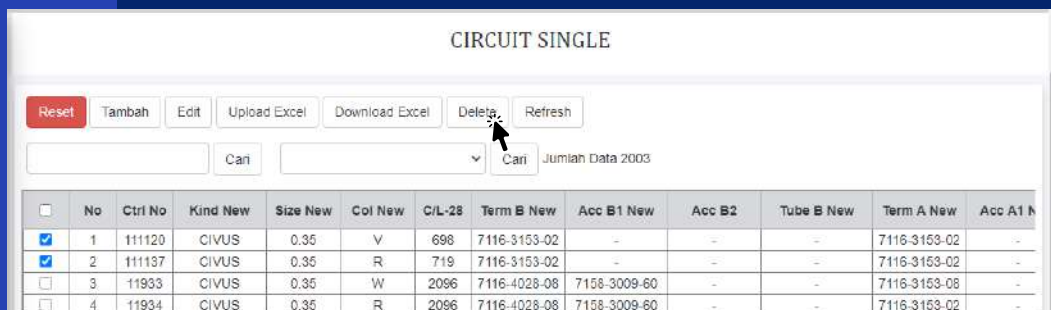 CIRCUIT SINGLE
Reset Tambah Edit Upload Excel Download Excel Delete Refresh
Cari Cari Jumlah Data 2003
No Ctrl No Kind New Size New Col New C/L-28 Term B New Acc B1 New Acc B2 Tube B New Term A New Acc A1 N
1 111120 CIVUS 0.35 V 698 7116-3153-02 - - - 7116-3153-02 -
2 111137 CIVUS 0.35 R 719 7116-3153-02 - - - 7116-3153-02 -
3 11933 CIVUS 0.35 W 2096 7116-4028-08 7158-3009-60 - - 7116-3153-08 -
4 11934 CIVUS 0.35 R 2096 7116-4028-08 7158-3009-60 - - 7116-3153-02 -